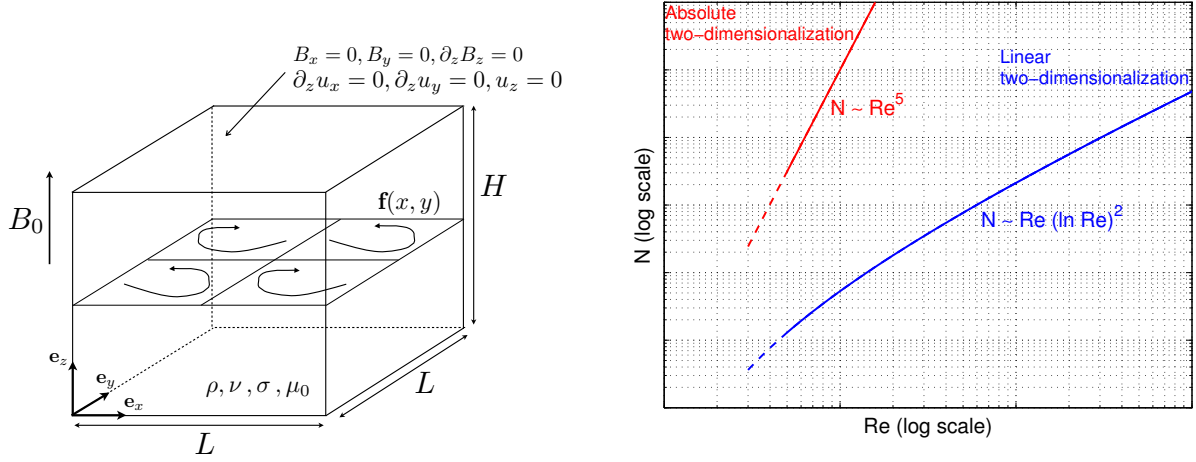 B_x = 0, B_y = 0, ∂_z B_z = 0
∂_z u_x = 0, ∂_z u_y = 0, u_z = 0
B_0
H
f(x, y)
e_z
e_y
e_x
ρ, ν , σ , μ_0
L
L
Absolute
two−dimensionalization
Linear
two−dimensionalization
N ~ Re^5
N ~ Re (ln Re)^2
N (log scale)
Re (log scale)